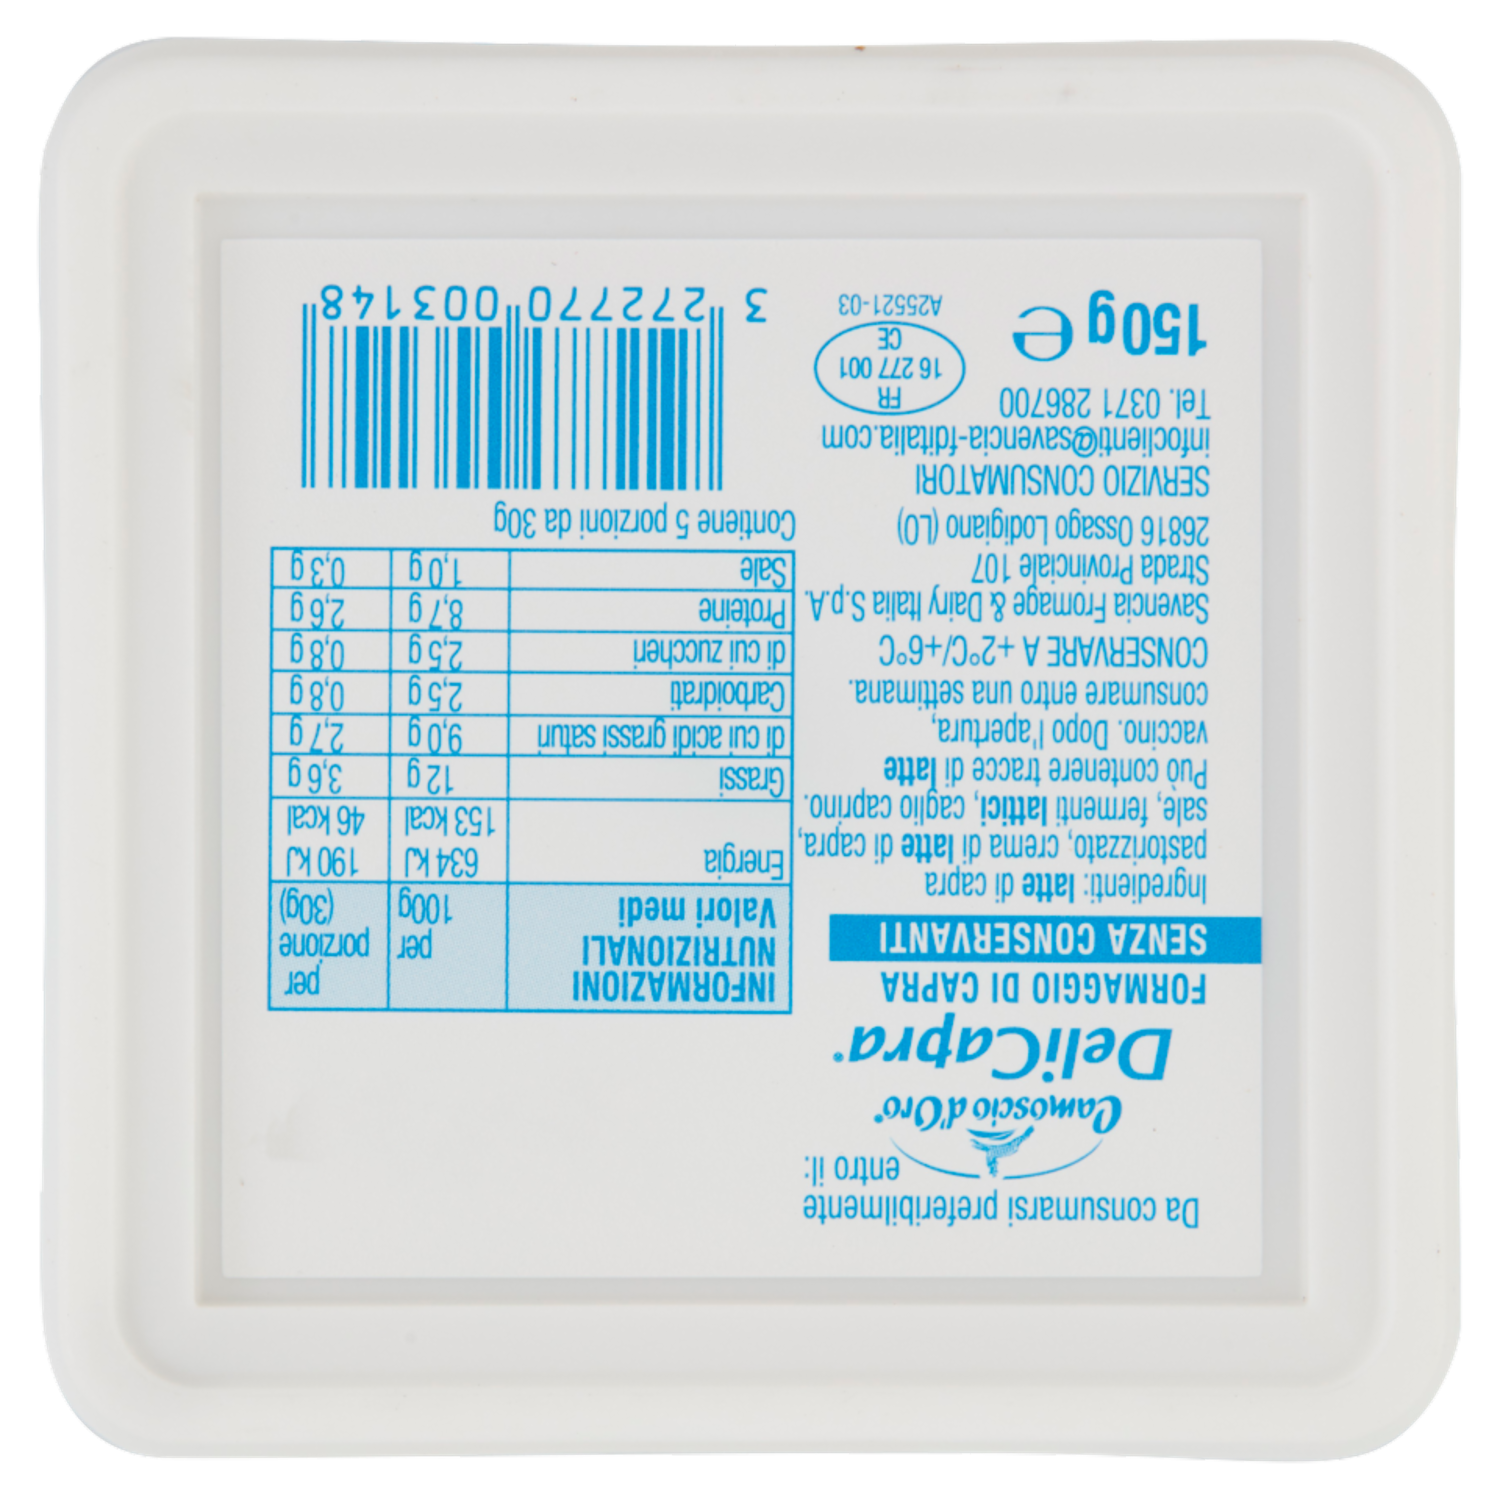 Da consumarsi preferibilmente
entro il:
Camoscio d'Oro®
DeliCapra®
FORMAGGIO DI CAPRA
SENZA CONSERVANTI
Ingredienti: latte di capra
pastorizzato, crema di latte di capra,
sale, fermenti lattici, caglio caprino.
Può contenere tracce di latte
vaccino. Dopo l'apertura,
consumare entro una settimana.
CONSERVARE A +2°C/+6°C
Savencia Fromage & Dairy Italia S.p.A.
Strada Provinciale 107
26816 Ossago Lodigiano (LO)
SERVIZIO CONSUMATORI
infoclienti@savencia-fditalia.com
Tel. 0371 286700
150g e
FR
16 277 001
CE
A25521-03
INFORMAZIONI NUTRIZIONALI Valori medi per 100g per porzione (30g)
Energia 634 kJ 190 kJ
153 kcal 46 kcal
Grassi 12 g 3,6 g
di cui acidi grassi saturi 9,0 g 2,7 g
Carboidrati 2,5 g 0,8 g
di cui zuccheri 2,5 g 0,8 g
Proteine 8,7 g 2,6 g
Sale 1,0 g 0,3 g
Contiene 5 porzioni da 30g
3 272770 003148